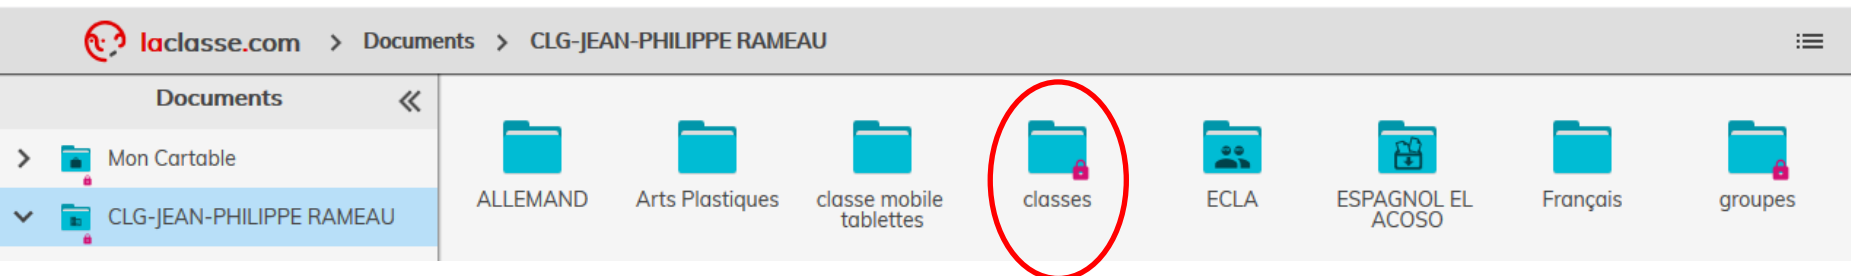 laclasse.com > Documents > CLG-JEAN-PHILIPPE RAMEAU
Documents
Mon Cartable
CLG-JEAN-PHILIPPE RAMEAU
ALLEMAND
Arts Plastiques
classe mobile
tablettes
classes
ECLA
ESPAGNOL EL
ACOSO
Français
groupes